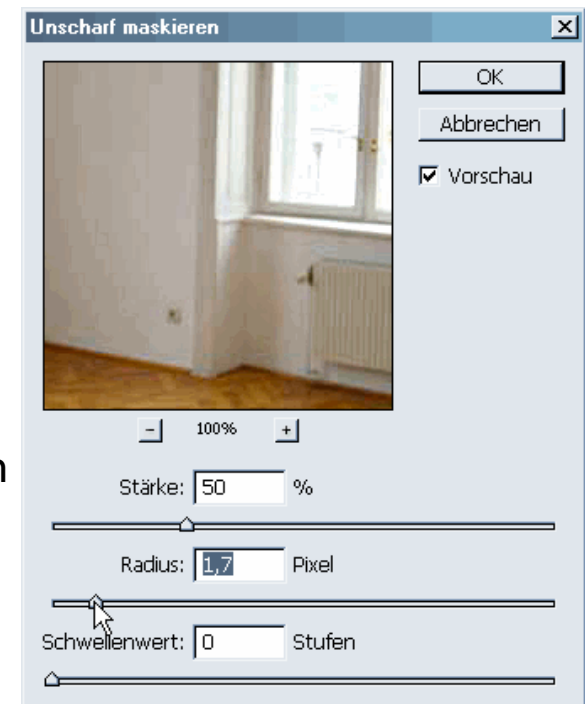 Unscharf maskieren
OK
Abbrechen
Vorschau
- 100% +
n
Stärke: 50 %
Radius: 1,7 Pixel
Schwellenwert: 0 Stufen